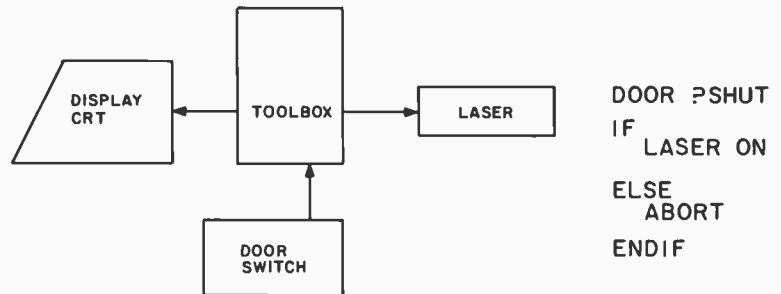 DISPLAY
CRT
TOOLBOX
LASER
DOOR
SWITCH
DOOR ?SHUT
IF
LASER ON
ELSE
ABORT
ENDIF